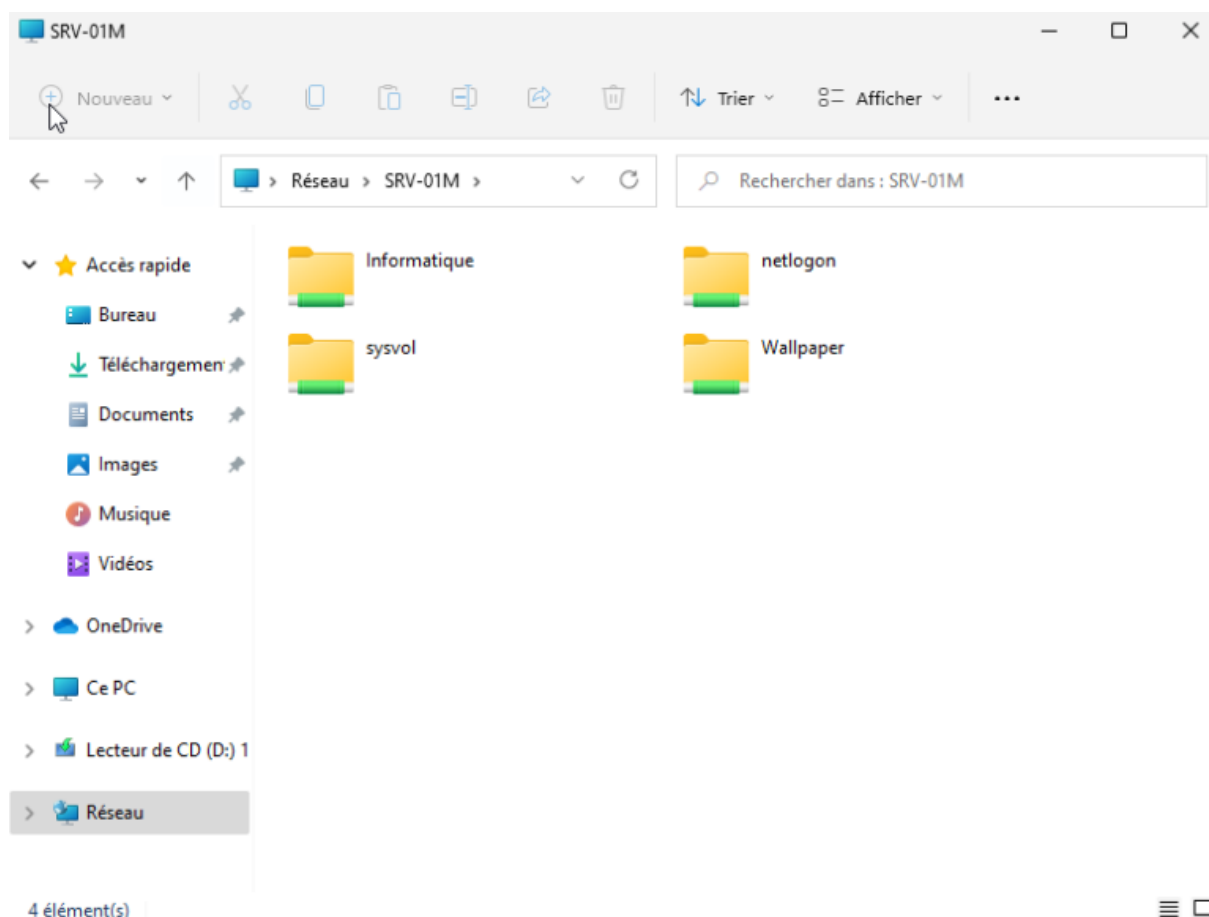 SRV-01M
Nouveau
Trier
Afficher
Réseau > SRV-01M >
Rechercher dans : SRV-01M
Accès rapide
Bureau
Téléchargemen
Documents
Images
Musique
Vidéos
OneDrive
Ce PC
Lecteur de CD (D:) 1
Réseau
Informatique
netlogon
sysvol
Wallpaper
4 élément(s)